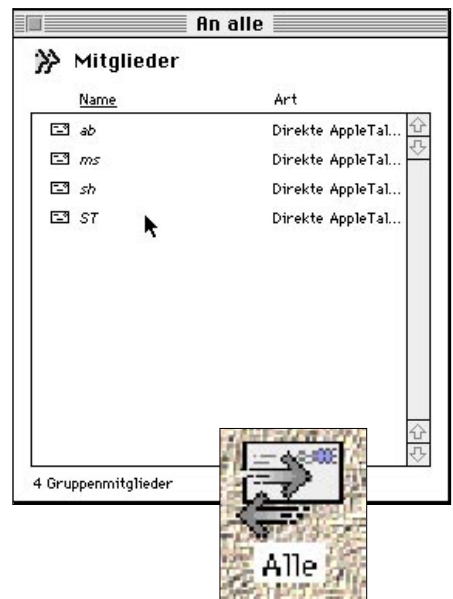 An alle
Mitglieder
Name Art
ab Direkte AppleTal...
ms Direkte AppleTal...
sh Direkte AppleTal...
ST Direkte AppleTal...
4 Gruppenmitglieder
Alle